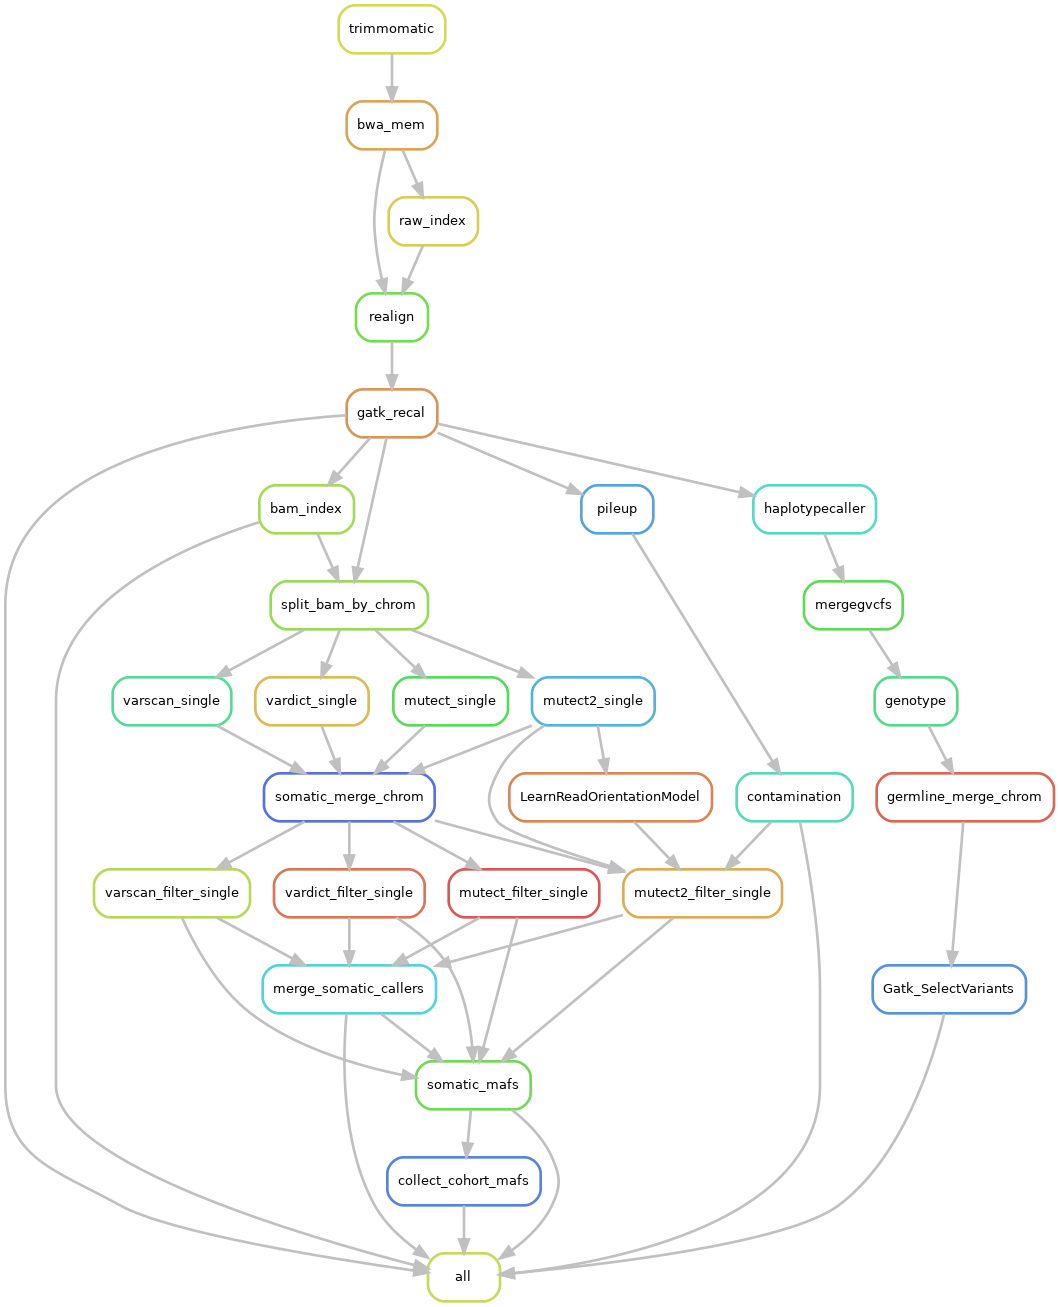 trimmomatic
bwa_mem
raw_index
realign
gatk_recal
bam_index
pileup
haplotypecaller
split_bam_by_chrom
mergegvcfs
varscan_single
vardict_single
mutect_single
mutect2_single
genotype
somatic_merge_chrom
LearnReadOrientationModel
contamination
germline_merge_chrom
varscan_filter_single
vardict_filter_single
mutect_filter_single
mutect2_filter_single
merge_somatic_callers
Gatk_SelectVariants
somatic_mafs
collect_cohort_mafs
all